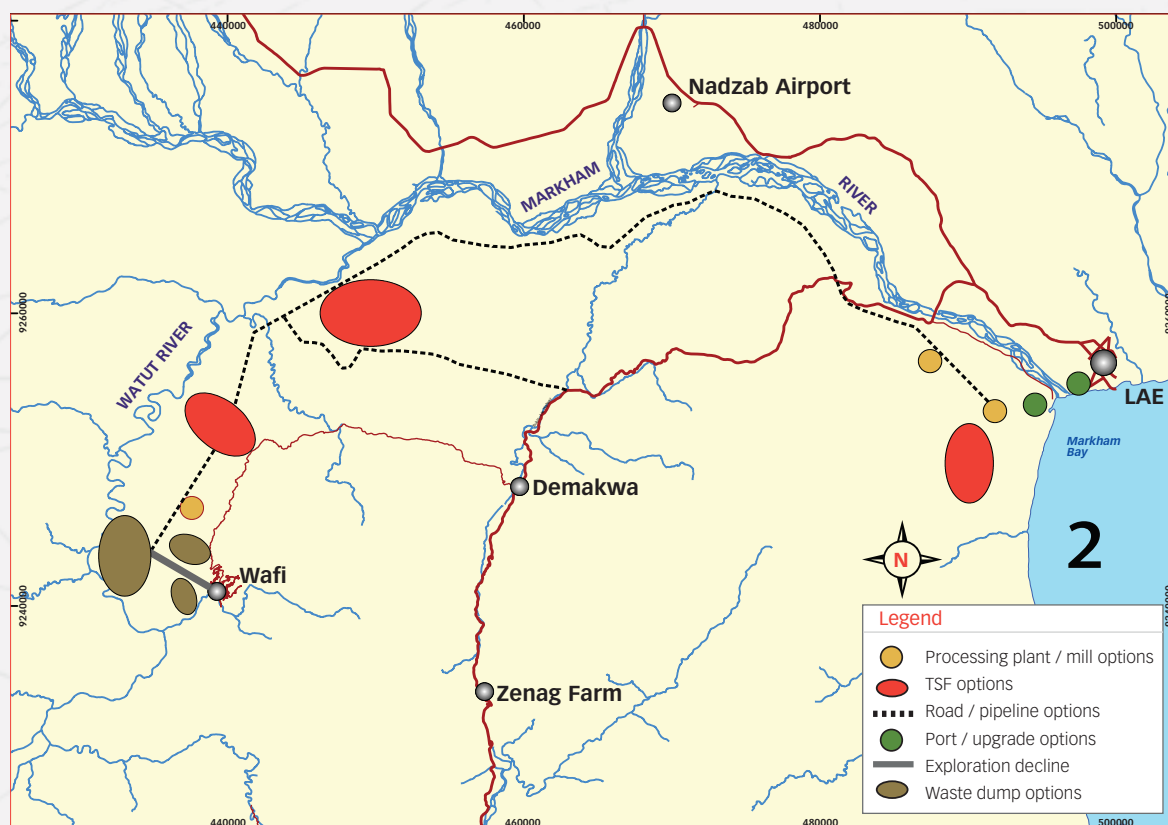 440000
460000
480000
500000
Nadzab Airport
MARKHAM
RIVER
9260000
WATUT RIVER
LAE
Markham
Bay
Demakwa
2
N
Wafi
9240000
Zenag Farm
Legend
Processing plant / mill options
TSF options
Road / pipeline options
Port / upgrade options
Exploration decline
Waste dump options
440000
460000
480000
500000